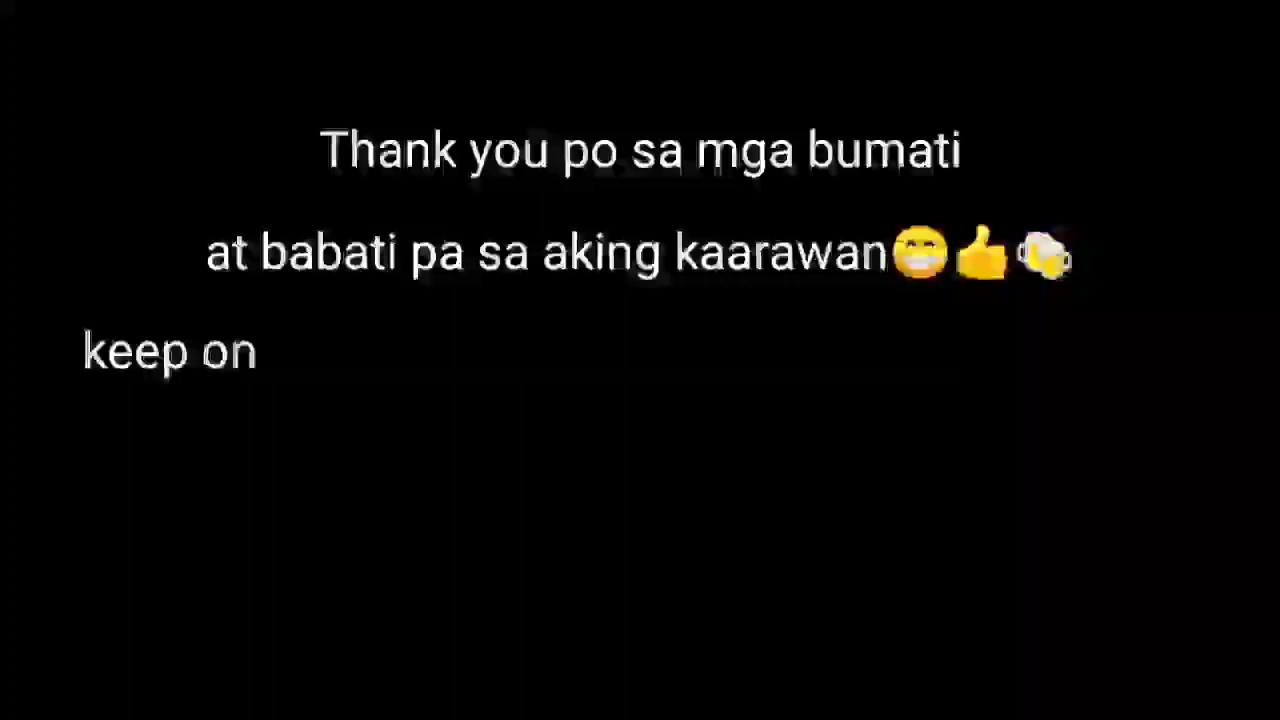 Thank you po sa mga bumati
at babati pa sa aking kaarawan😁👍🍻
keep on